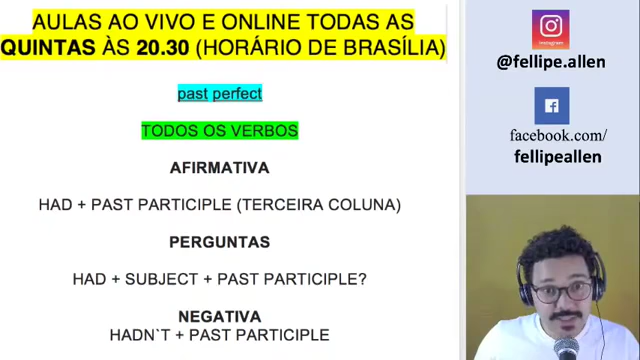 AULAS AO VIVO E ONLINE TODAS AS
QUINTAS ÀS 20.30 (HORÁRIO DE BRASÍLIA)
past perfect
TODOS OS VERBOS
AFIRMATIVA
HAD + PAST PARTICIPLE (TERCEIRA COLUNA)
PERGUNTAS
HAD + SUBJECT + PAST PARTICIPLE?
NEGATIVA
HADN`T + PAST PARTICIPLE
Instagram
@fellipe.allen
facebook.com/
fellipeallen